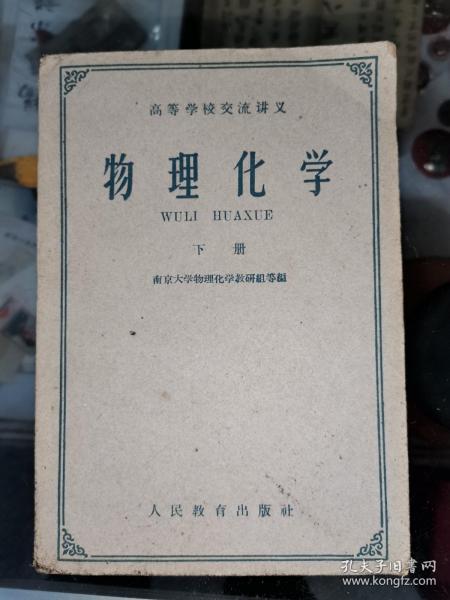 高等学校交流讲义
物理化学
WULI HUAXUE
下册
南京大学物理化学教研組等編
人民教育出版社
孔夫子旧书网
www.kongfz.com